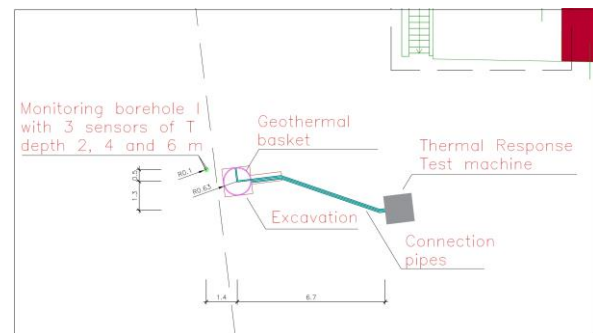 Monitoring borehole I
with 3 sensors of T
depth 2, 4 and 6 m
Geothermal
basket
Thermal Response
Test machine
R0.1
R0.63
0.5
1.3
Excavation
Connection
pipes
1.4
6.7